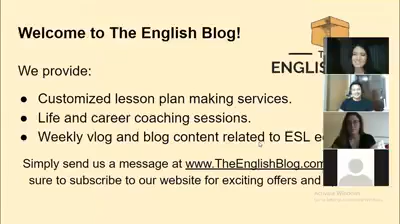 Welcome to The English Blog!
ENGLISH
We provide:
● Customized lesson plan making services.
● Life and career coaching sessions.
● Weekly vlog and blog content related to ESL
Simply send us a message at www.TheEnglishBlog.com
sure to subscribe to our website for exciting offers and